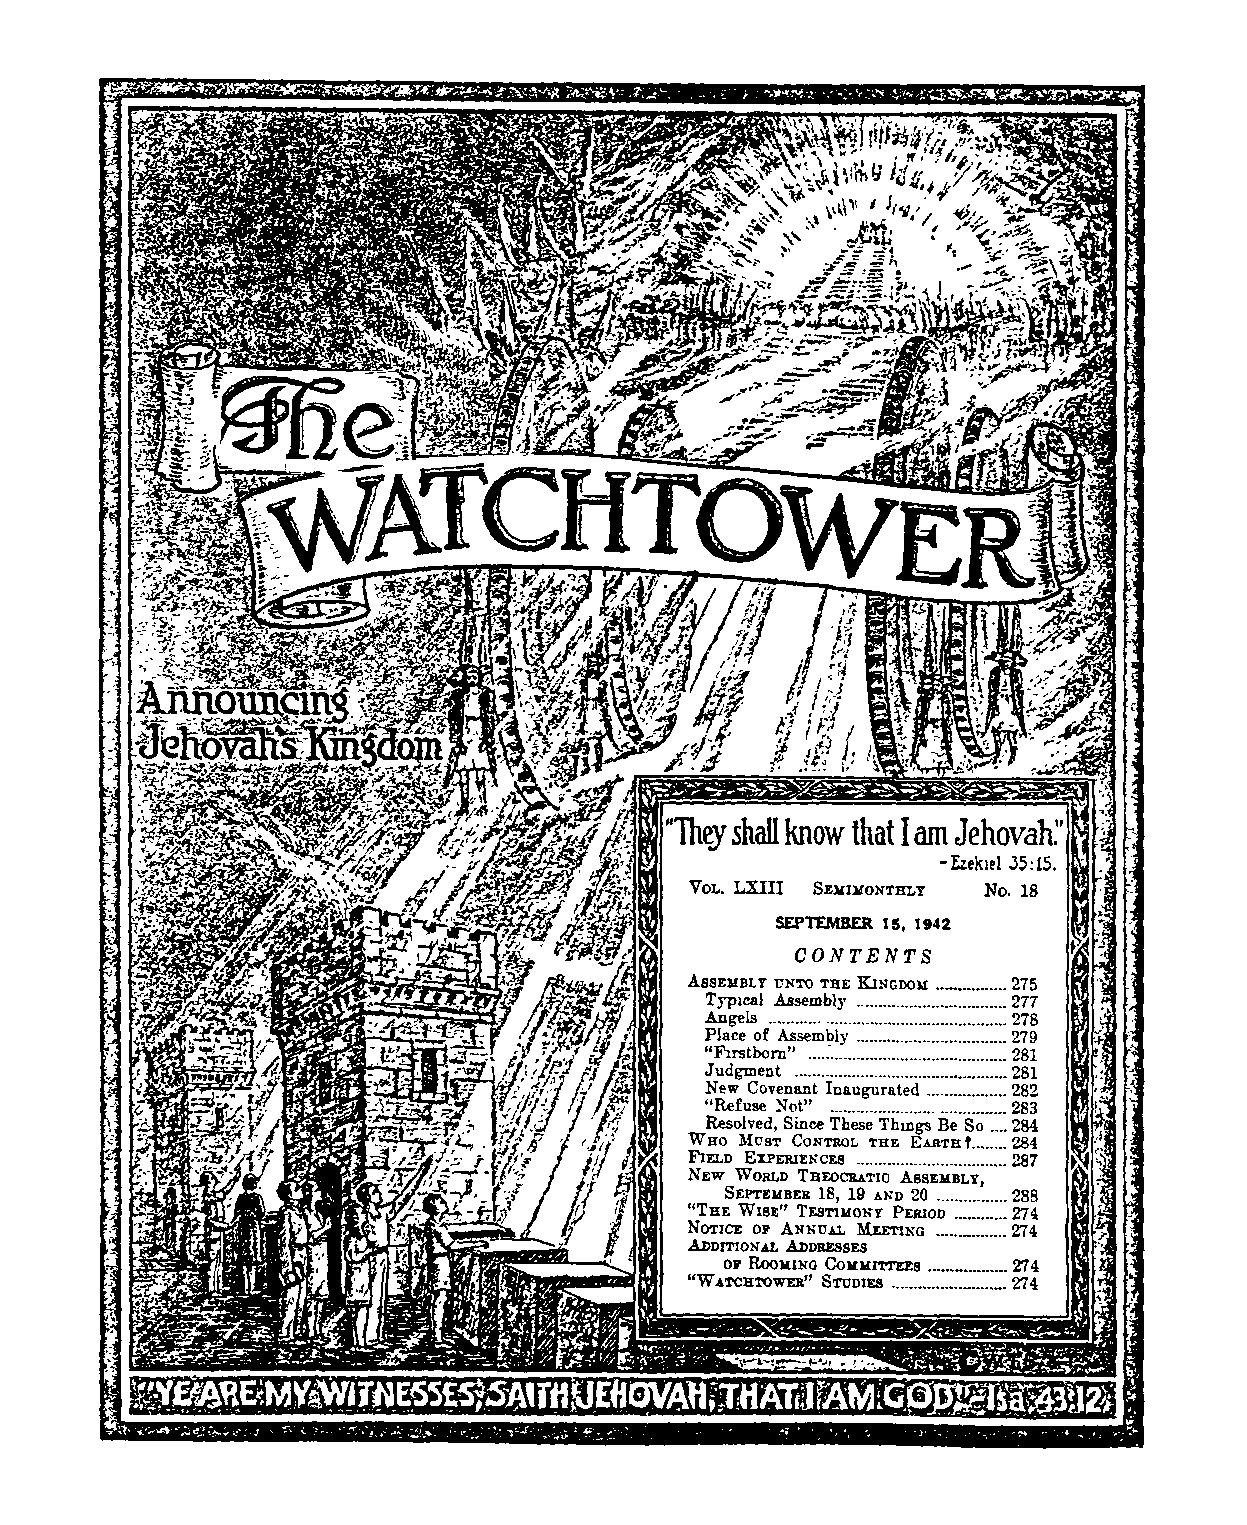 The
WATCHTOWER
Announcing
Jehovah's Kingdom
"They shall know that I am Jehovah."
-Ezekiel 35:15.
VOL. LXIII SEMIMONTHLY No. 18
SEPTEMBER 15, 1942
CONTENTS
ASSEMBLY UNTO THE KINGDOM ............... 275
Typical Assembly ................................ 277
Angels ................................................... 278
Place of Assembly ................................ 279
"Firstborn" .......................................... 281
Judgment ............................................. 281
New Covenant Inaugurated ................. 282
"Refuse Not" ...................................... 283
Resolved, Since These Things Be So .... 284
WHO MUST CONTROL THE EARTH? ....... 284
FIELD EXPERIENCES ................................ 287
NEW WORLD THEOCRATIC ASSEMBLY,
SEPTEMBER 18, 19 AND 20 ............... 288
"THE WISE" TESTIMONY PERIOD ............ 274
NOTICE OF ANNUAL MEETING ............... 274
ADDITIONAL ADDRESSES
OF ROOMING COMMITTEES ................. 274
"WATCHTOWER" STUDIES ......................... 274
"YE ARE MY WITNESSES, SAITH JEHOVAH, THAT I AM GOD."-Isa.43:12.